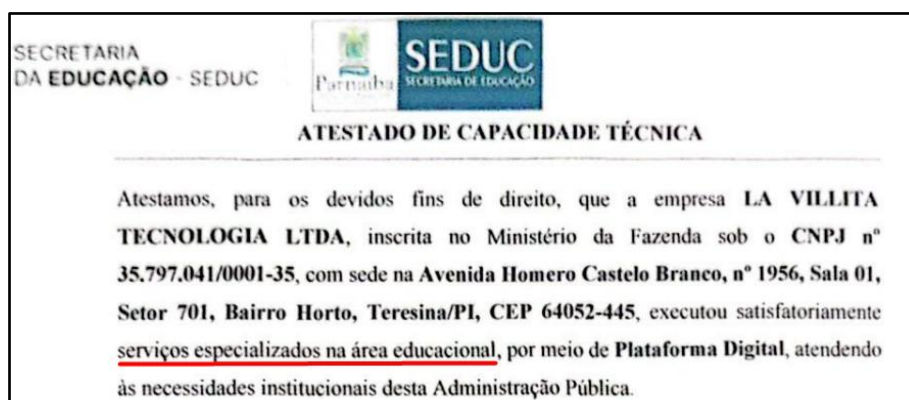 SECRETARIA
DA EDUCAÇÃO - SEDUC
Parnaíba
SEDUC
SECRETARIA DE EDUCAÇÃO
ATESTADO DE CAPACIDADE TÉCNICA
Atestamos, para os devidos fins de direito, que a empresa LA VILLITA
TECNOLOGIA LTDA, inscrita no Ministério da Fazenda sob o CNPJ nº
35.797.041/0001-35, com sede na Avenida Homero Castelo Branco, nº 1956, Sala 01,
Setor 701, Bairro Horto, Teresina/PI, CEP 64052-445, executou satisfatoriamente
serviços especializados na área educacional, por meio de Plataforma Digital, atendendo
às necessidades institucionais desta Administração Pública.